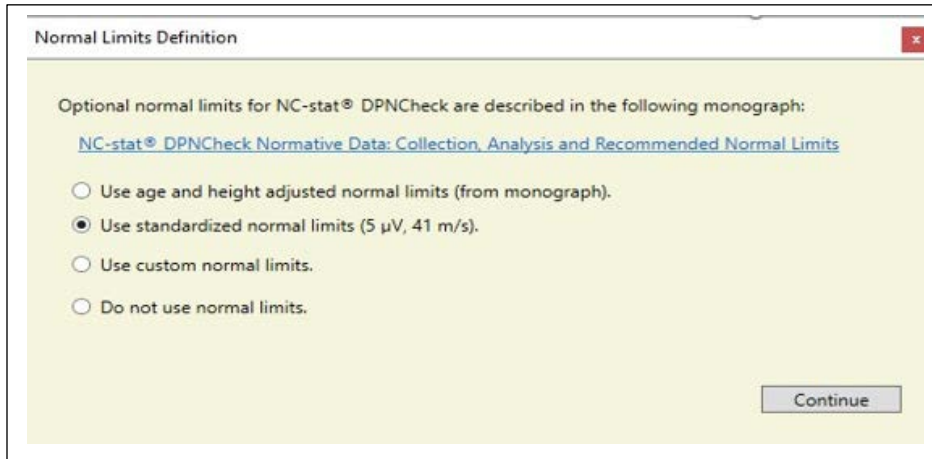 Normal Limits Definition
x
Optional normal limits for NC-stat® DPNCheck are described in the following monograph:
NC-stat® DPNCheck Normative Data: Collection, Analysis and Recommended Normal Limits
Use age and height adjusted normal limits (from monograph).
Use standardized normal limits (5 µV, 41 m/s).
Use custom normal limits.
Do not use normal limits.
Continue